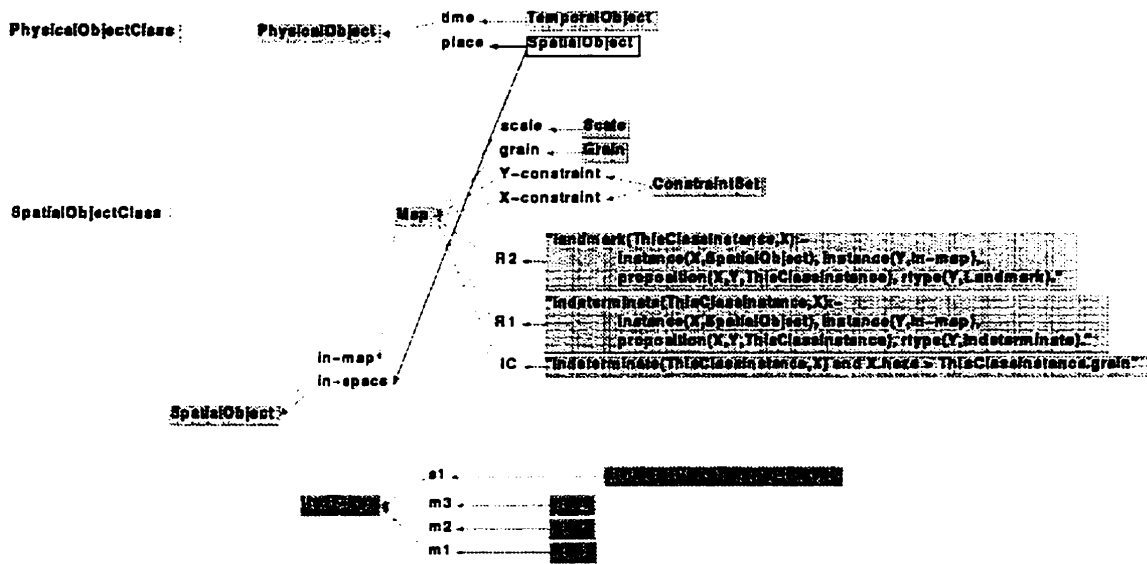 time TemporalObject
PhysicalObjectClass PhysicalObject
place SpatialObject
scale Scale
grain Grain
Y-constraint
ConstraintSet
X-constraint
SpatialObjectClass Map
"landmark(ThisClassInstance,X):-
R2 instance(X,SpatialObject), instance(Y,in-map),
proposition(X,Y,ThisClassInstance), rtype(Y,Landmark)."
"indeterminate(ThisClassInstance,X):-
R1 instance(X,SpatialObject), instance(Y,in-map),
proposition(X,Y,ThisClassInstance), rtype(Y,Indeterminate)."
in-map
IC "indeterminate(ThisClassInstance,X) and X.haze > ThisClassInstance.grain"
in-space
SpatialObject
s1
m3
m2
m1